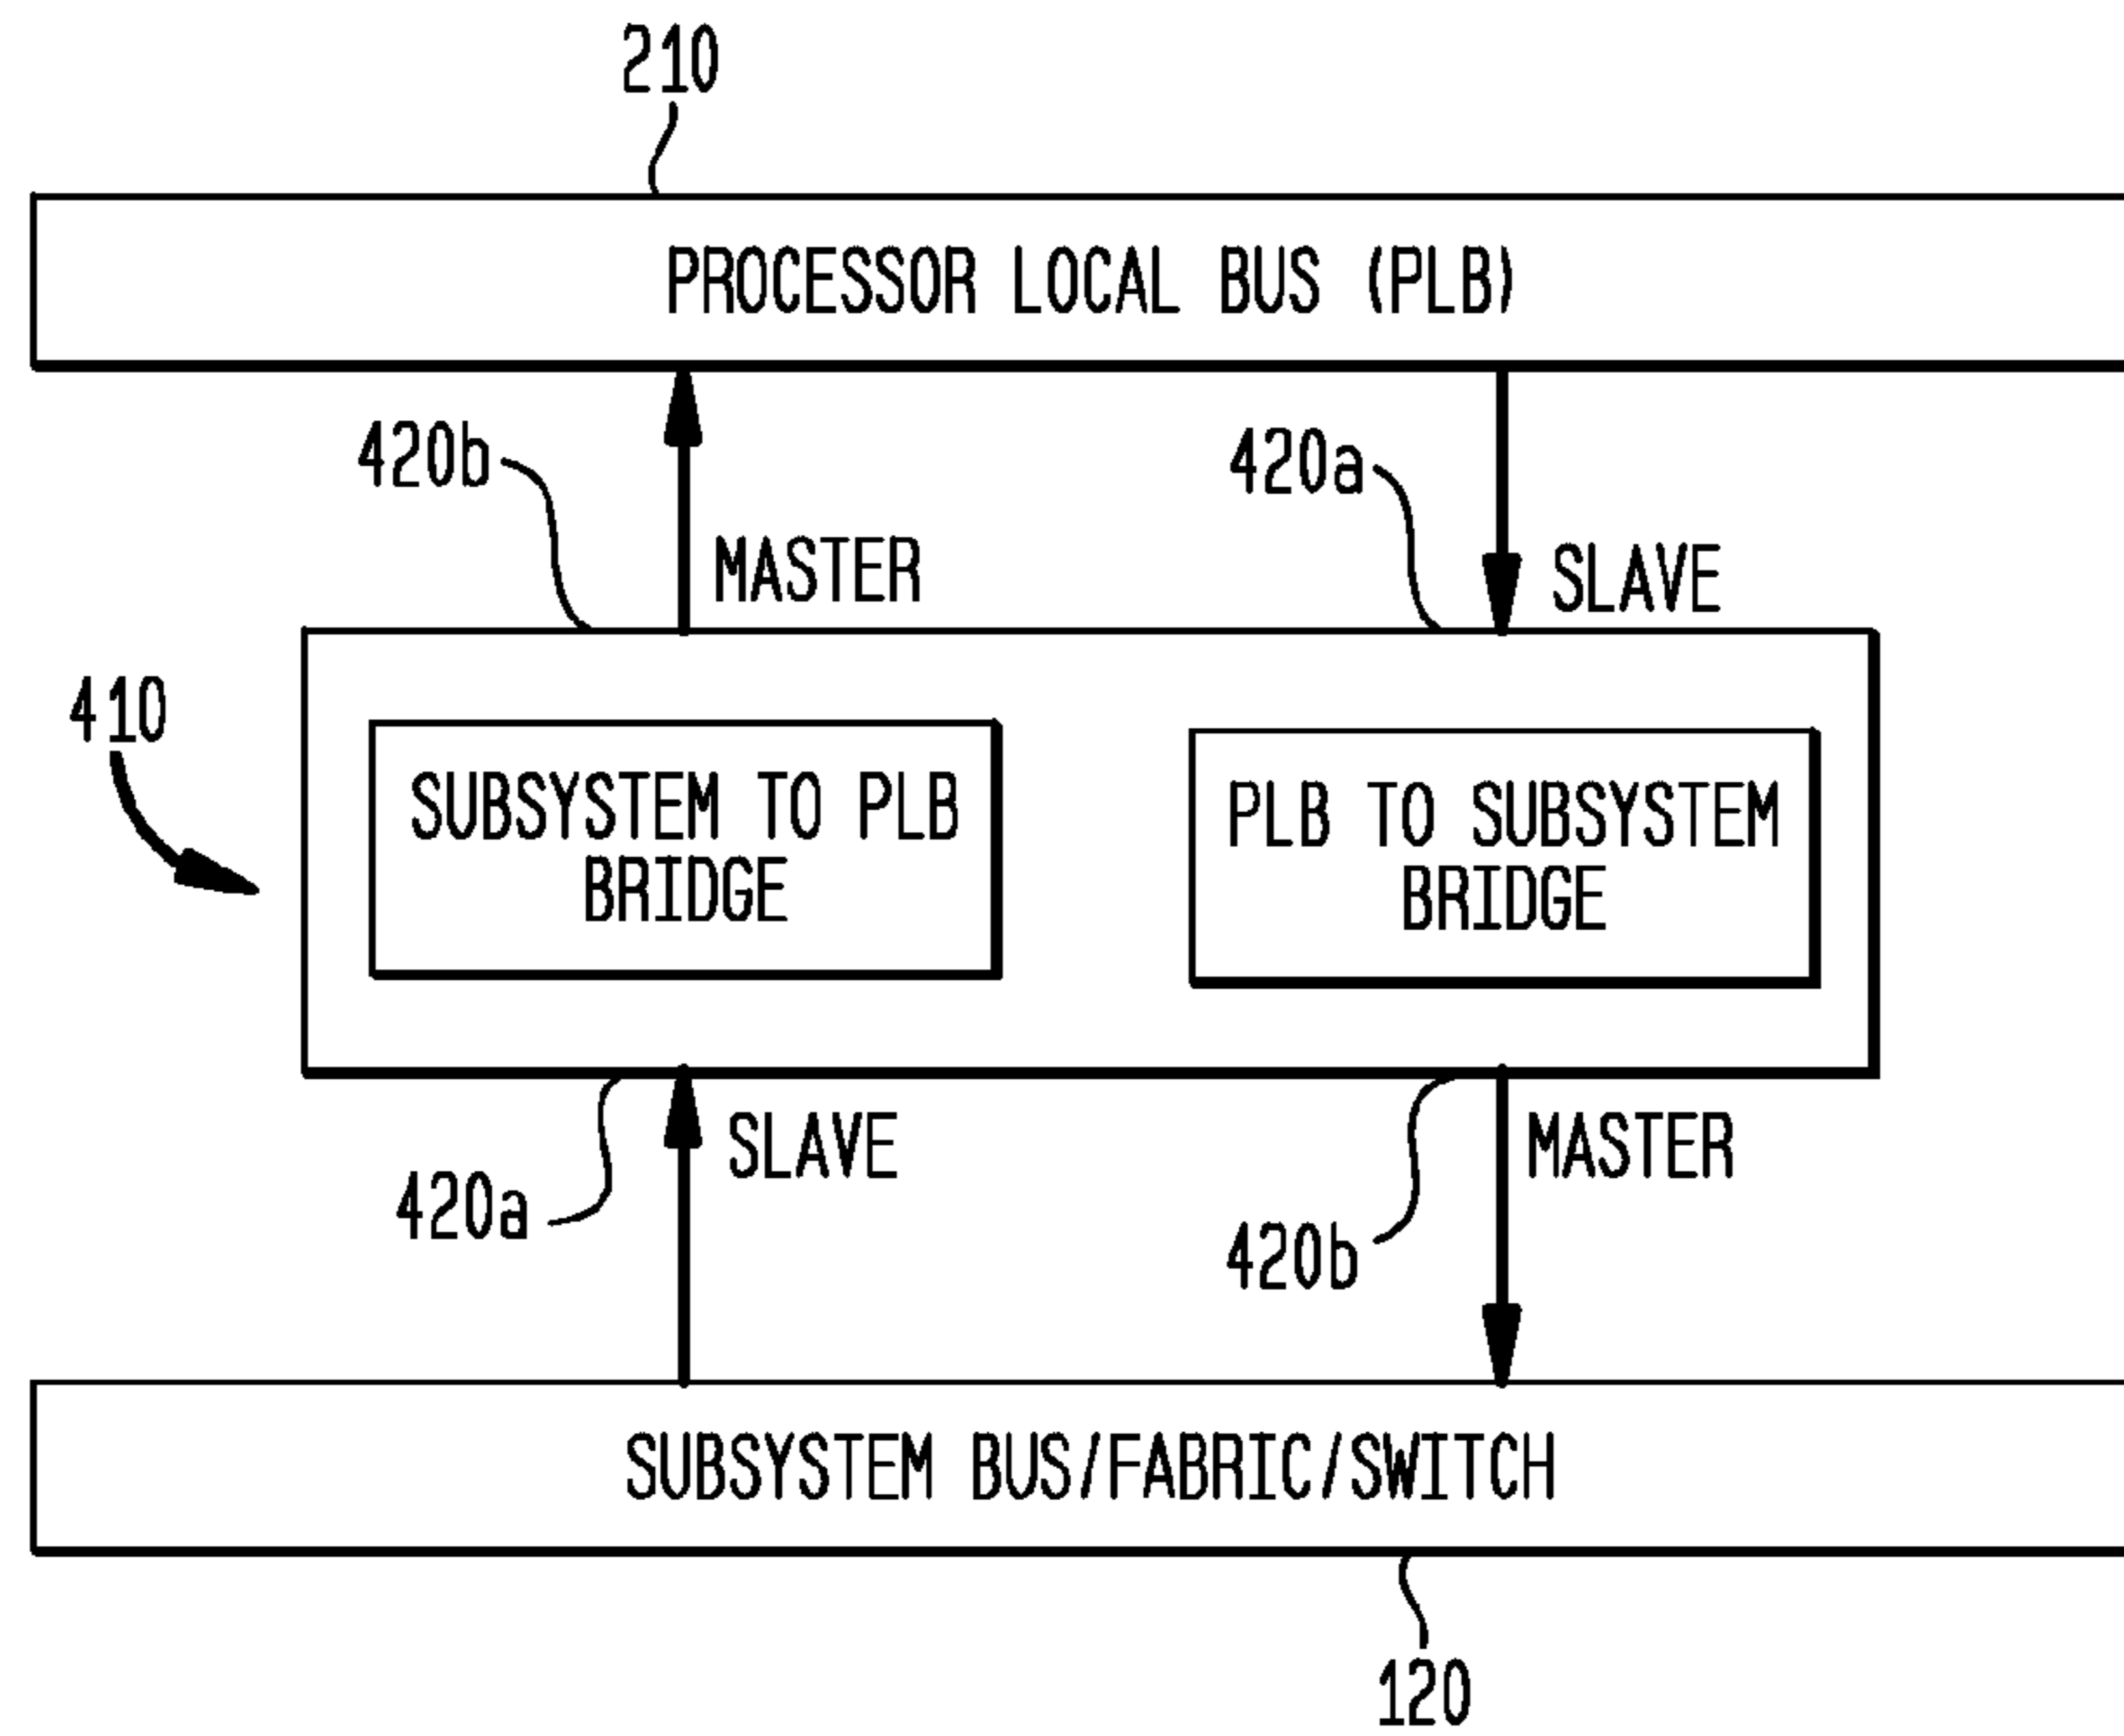 210
PROCESSOR LOCAL BUS (PLB)
420b
420a
MASTER
SLAVE
410
SUBSYSTEM TO PLB
BRIDGE
PLB TO SUBSYSTEM
BRIDGE
SLAVE
MASTER
420a
420b
SUBSYSTEM BUS/FABRIC/SWITCH
120